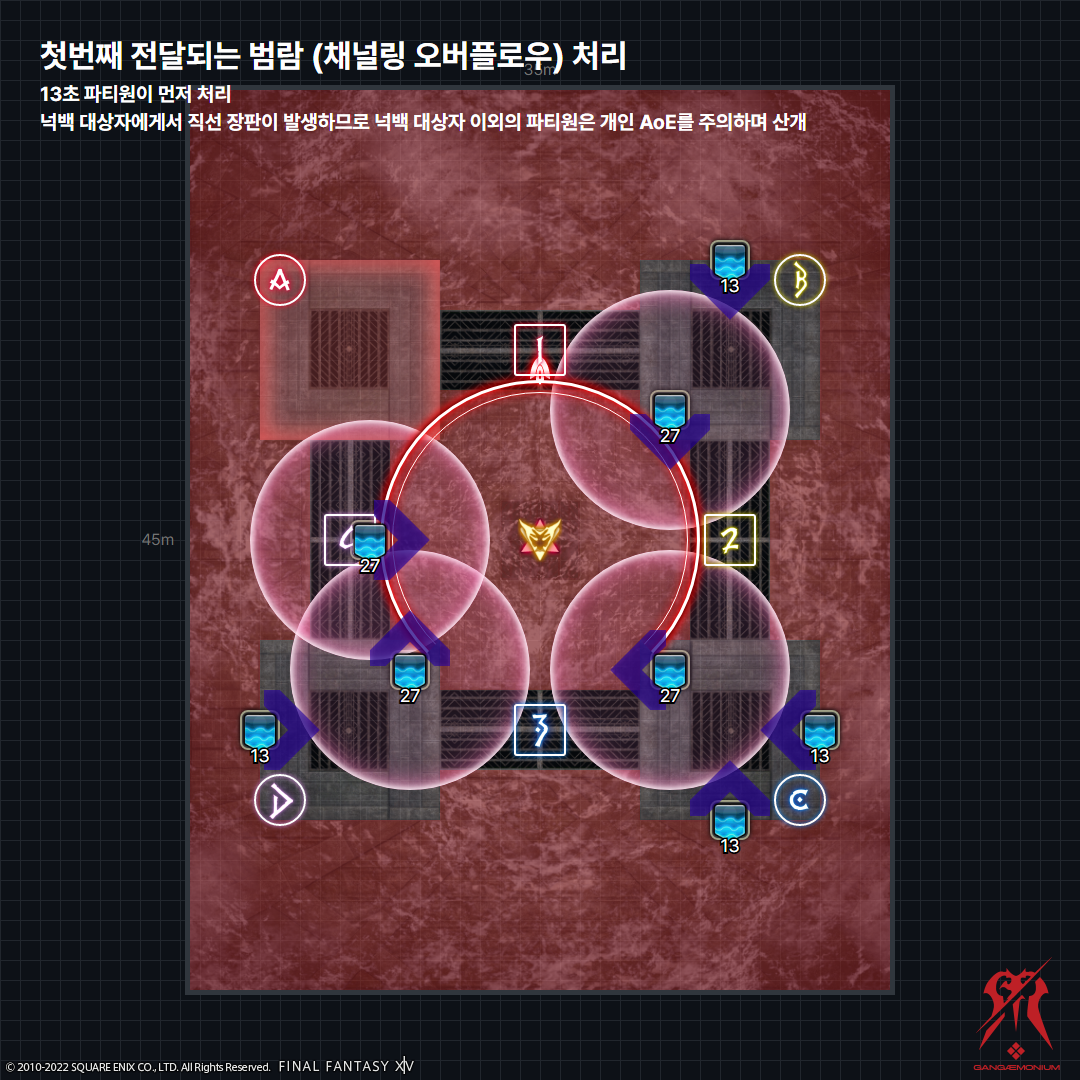 첫번째 전달되는 범람 (채널링 오버플로우) 처리
35m
13초 파티원이 먼저 처리
넉백 대상자에게서 직선 장판이 발생하므로 넉백 대상자 이외의 파티원은 개인 AoE를 주의하며 산개
A
13
B
1
27
45m
27
2
27
27
13
3
13
D
C
13
GANGÆMONIUM
© 2010-2022 SQUARE ENIX CO., LTD. All Rights Reserved. FINAL FANTASY XIV